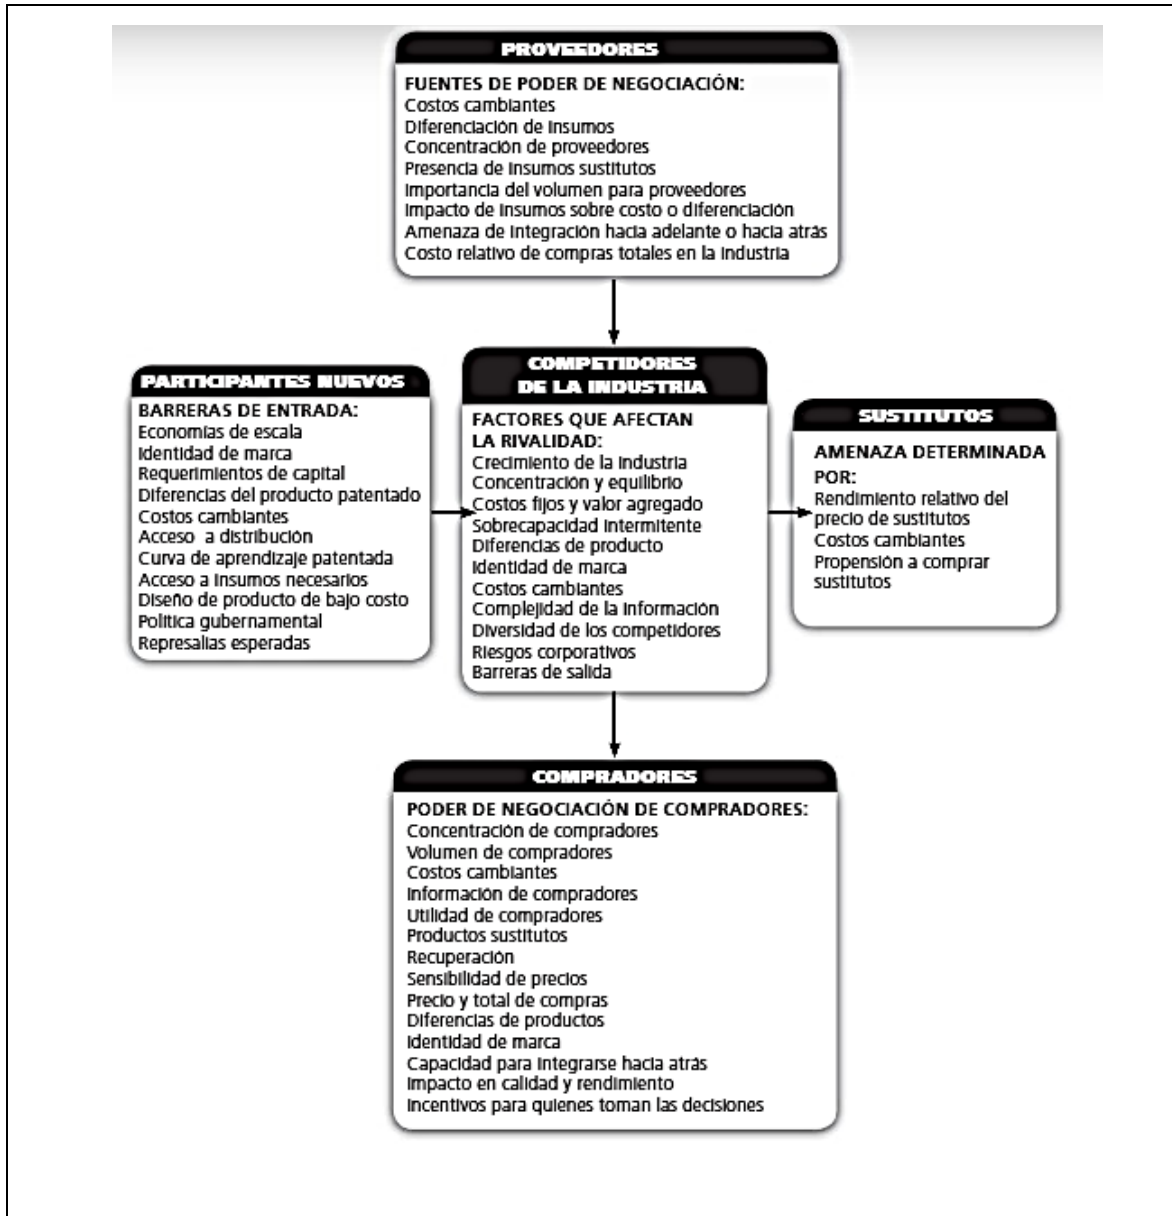 PROVEEDORES
FUENTES DE PODER DE NEGOCIACIÓN:
Costos cambiantes
Diferenciación de insumos
Concentración de proveedores
Presencia de insumos sustitutos
Importancia del volumen para proveedores
Impacto de insumos sobre costo o diferenciación
Amenaza de integración hacia adelante o hacia atrás
Costo relativo de compras totales en la industria
PARTICIPANTES NUEVOS
BARRERAS DE ENTRADA:
Economías de escala
Identidad de marca
Requerimientos de capital
Diferencias del producto patentado
Costos cambiantes
Acceso a distribución
Curva de aprendizaje patentada
Acceso a insumos necesarios
Diseño de producto de bajo costo
Política gubernamental
Represalias esperadas
COMPETIDORES
DE LA INDUSTRIA
FACTORES QUE AFECTAN
LA RIVALIDAD:
Crecimiento de la industria
Concentración y equilibrio
Costos fijos y valor agregado
Sobrecapacidad intermitente
Diferencias de producto
Identidad de marca
Costos cambiantes
Complejidad de la información
Diversidad de los competidores
Riesgos corporativos
Barreras de salida
SUSTITUTOS
AMENAZA DETERMINADA
POR:
Rendimiento relativo del
precio de sustitutos
Costos cambiantes
Propensión a comprar
sustitutos
COMPRADORES
PODER DE NEGOCIACIÓN DE COMPRADORES:
Concentración de compradores
Volumen de compradores
Costos cambiantes
Información de compradores
Utilidad de compradores
Productos sustitutos
Recuperación
Sensibilidad de precios
Precio y total de compras
Diferencias de productos
Identidad de marca
Capacidad para integrarse hacia atrás
Impacto en calidad y rendimiento
Incentivos para quienes toman las decisiones